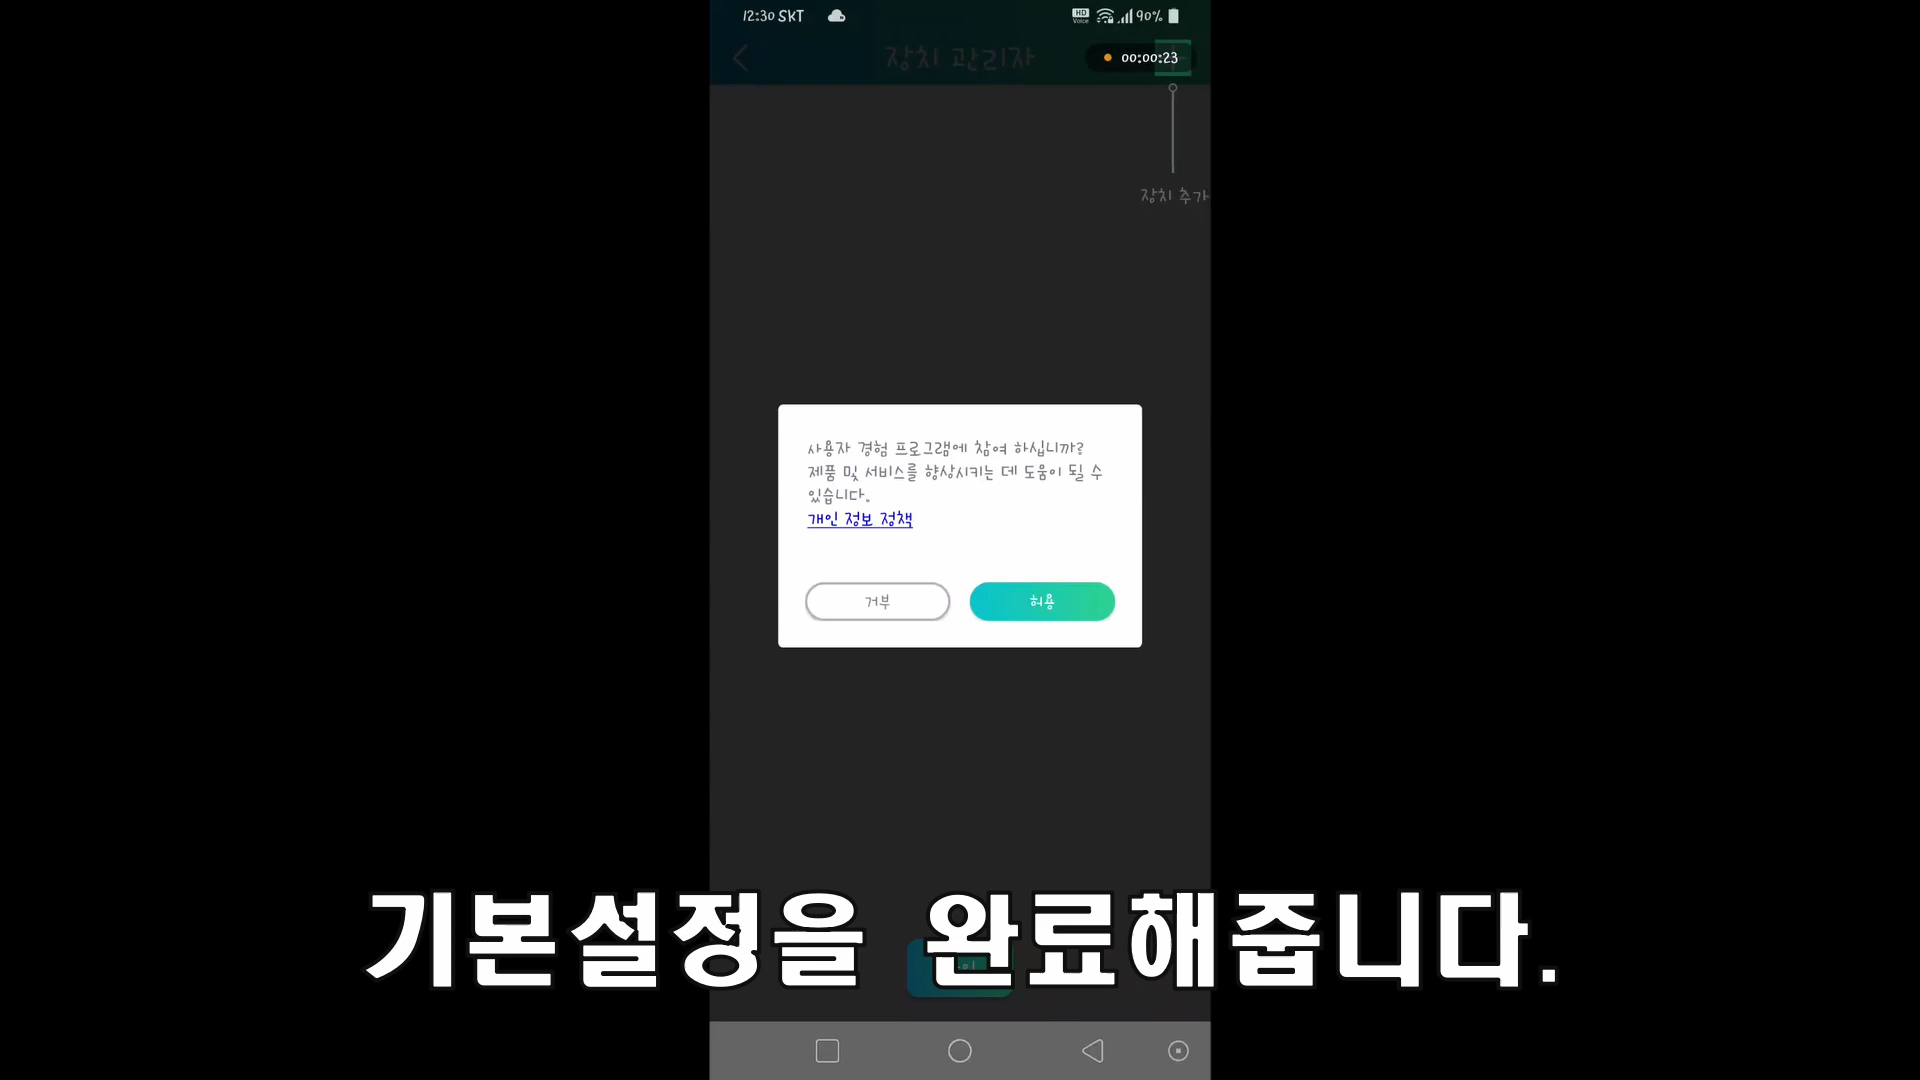 12:30 SKT
HD Voice 90%
장치 관리자
00:00:23
장치 추가
사용자 경험 프로그램에 참여 하십니까?
제품 및 서비스를 향상시키는 데 도움이 될 수
있습니다.
개인 정보 정책
거부
허용
기본설정을 완료해줍니다.